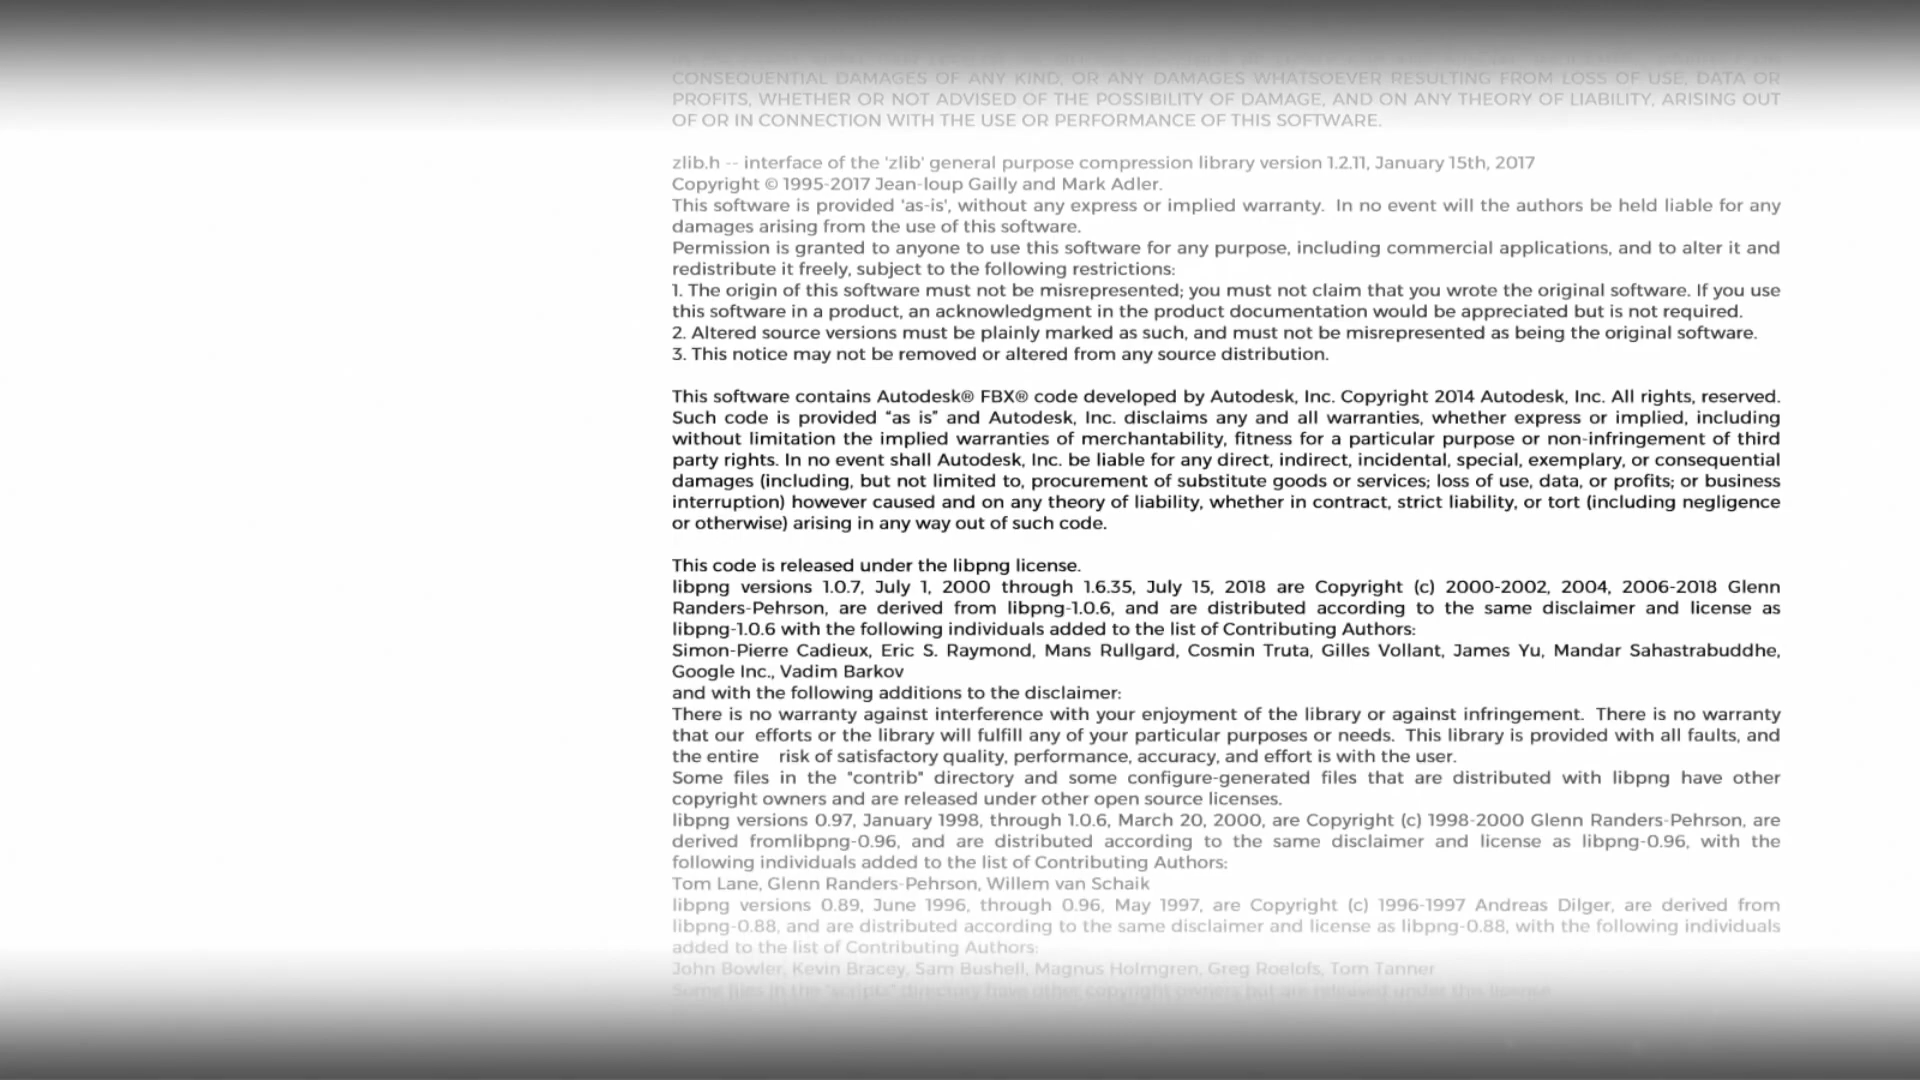 CONSEQUENTIAL DAMAGES OF ANY KIND, OR ANY DAMAGES WHATSOEVER RESULTING FROM LOSS OF USE, DATA OR
PROFITS, WHETHER OR NOT ADVISED OF THE POSSIBILITY OF DAMAGE, AND ON ANY THEORY OF LIABILITY, ARISING OUT
OF OR IN CONNECTION WITH THE USE OR PERFORMANCE OF THIS SOFTWARE.
zlib.h -- interface of the 'zlib' general purpose compression library version 1.2.11, January 15th, 2017
Copyright © 1995-2017 Jean-loup Gailly and Mark Adler.
This software is provided 'as-is', without any express or implied warranty. In no event will the authors be held liable for any
damages arising from the use of this software.
Permission is granted to anyone to use this software for any purpose, including commercial applications, and to alter it and
redistribute it freely, subject to the following restrictions:
1. The origin of this software must not be misrepresented; you must not claim that you wrote the original software. If you use
this software in a product, an acknowledgment in the product documentation would be appreciated but is not required.
2. Altered source versions must be plainly marked as such, and must not be misrepresented as being the original software.
3. This notice may not be removed or altered from any source distribution.
This software contains Autodesk® FBX® code developed by Autodesk, Inc. Copyright 2014 Autodesk, Inc. All rights, reserved.
Such code is provided “as is” and Autodesk, Inc. disclaims any and all warranties, whether express or implied, including
without limitation the implied warranties of merchantability, fitness for a particular purpose or non-infringement of third
party rights. In no event shall Autodesk, Inc. be liable for any direct, indirect, incidental, special, exemplary, or consequential
damages (including, but not limited to, procurement of substitute goods or services; loss of use, data, or profits; or business
interruption) however caused and on any theory of liability, whether in contract, strict liability, or tort (including negligence
or otherwise) arising in any way out of such code.
This code is released under the libpng license.
libpng versions 1.0.7, July 1, 2000 through 1.6.35, July 15, 2018 are Copyright (c) 2000-2002, 2004, 2006-2018 Glenn
Randers-Pehrson, are derived from libpng-1.0.6, and are distributed according to the same disclaimer and license as
libpng-1.0.6 with the following individuals added to the list of Contributing Authors:
Simon-Pierre Cadieux, Eric S. Raymond, Mans Rullgard, Cosmin Truta, Gilles Vollant, James Yu, Mandar Sahastrabuddhe,
Google Inc., Vadim Barkov
and with the following additions to the disclaimer:
There is no warranty against interference with your enjoyment of the library or against infringement. There is no warranty
that our efforts or the library will fulfill any of your particular purposes or needs. This library is provided with all faults, and
the entire risk of satisfactory quality, performance, accuracy, and effort is with the user.
Some files in the "contrib" directory and some configure-generated files that are distributed with libpng have other
copyright owners and are released under other open source licenses.
libpng versions 0.97, January 1998, through 1.0.6, March 20, 2000, are Copyright (c) 1998-2000 Glenn Randers-Pehrson, are
derived fromlibpng-0.96, and are distributed according to the same disclaimer and license as libpng-0.96, with the
following individuals added to the list of Contributing Authors:
Tom Lane, Glenn Randers-Pehrson, Willem van Schaik
libpng versions 0.89, June 1996, through 0.96, May 1997, are Copyright (c) 1996-1997 Andreas Dilger, are derived from
libpng-0.88, and are distributed according to the same disclaimer and license as libpng-0.88, with the following individuals
added to the list of Contributing Authors:
John Bowler, Kevin Bracey, Sam Bushell, Magnus Holmgren, Greg Roelofs, Tom Tanner
Some files in the "scripts" directory have other copyright owners but are released under this license.